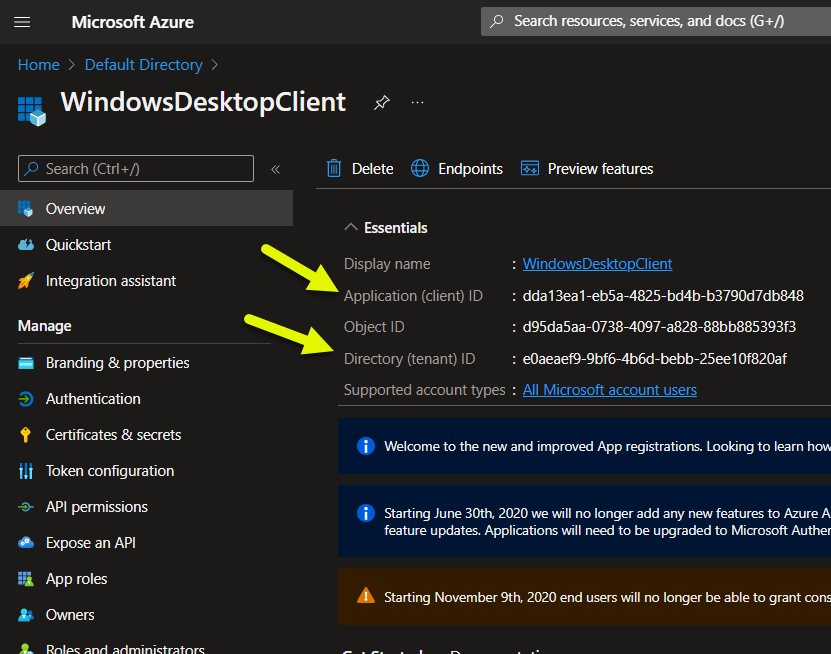 Microsoft Azure
Search resources, services, and docs (G+/)
Home > Default Directory >
WindowsDesktopClient
...
Search (Ctrl+/)
«
Delete
Endpoints
Preview features
Overview
Quickstart
Integration assistant
Manage
Branding & properties
Authentication
Certificates & secrets
Token configuration
API permissions
Expose an API
App roles
Owners
Roles and administrators
Essentials
Display name : WindowsDesktopClient
Application (client) ID : dda13ea1-eb5a-4825-bd4b-b3790d7db848
Object ID : d95da5aa-0738-4097-a828-88bb885393f3
Directory (tenant) ID : e0aeaef9-9bf6-4b6d-bebb-25ee10f820af
Supported account types : All Microsoft account users
Welcome to the new and improved App registrations. Looking to learn how
Starting June 30th, 2020 we will no longer add any new features to Azure A
feature updates. Applications will need to be upgraded to Microsoft Authen
Starting November 9th, 2020 end users will no longer be able to grant cons
Get Started Documentation